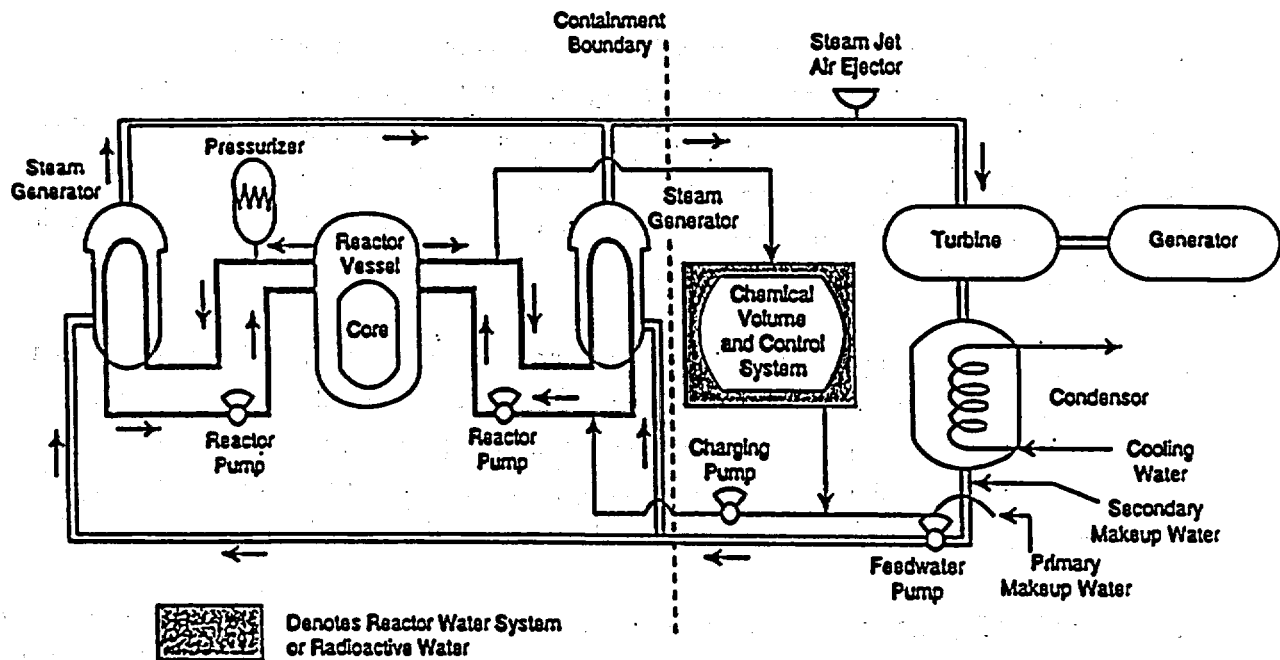 Containment
Boundary
Steam Jet
Air Ejector
Pressurizer
Steam
Generator
Reactor
Vessel
Core
Steam
Generator
Turbine
Generator
Chemical
Volume
and Control
System
Condensor
Reactor
Pump
Reactor
Pump
Charging
Pump
Cooling
Water
Secondary
Makeup Water
Feedwater
Pump
Primary
Makeup Water
Denotes Reactor Water System
or Radioactive Water